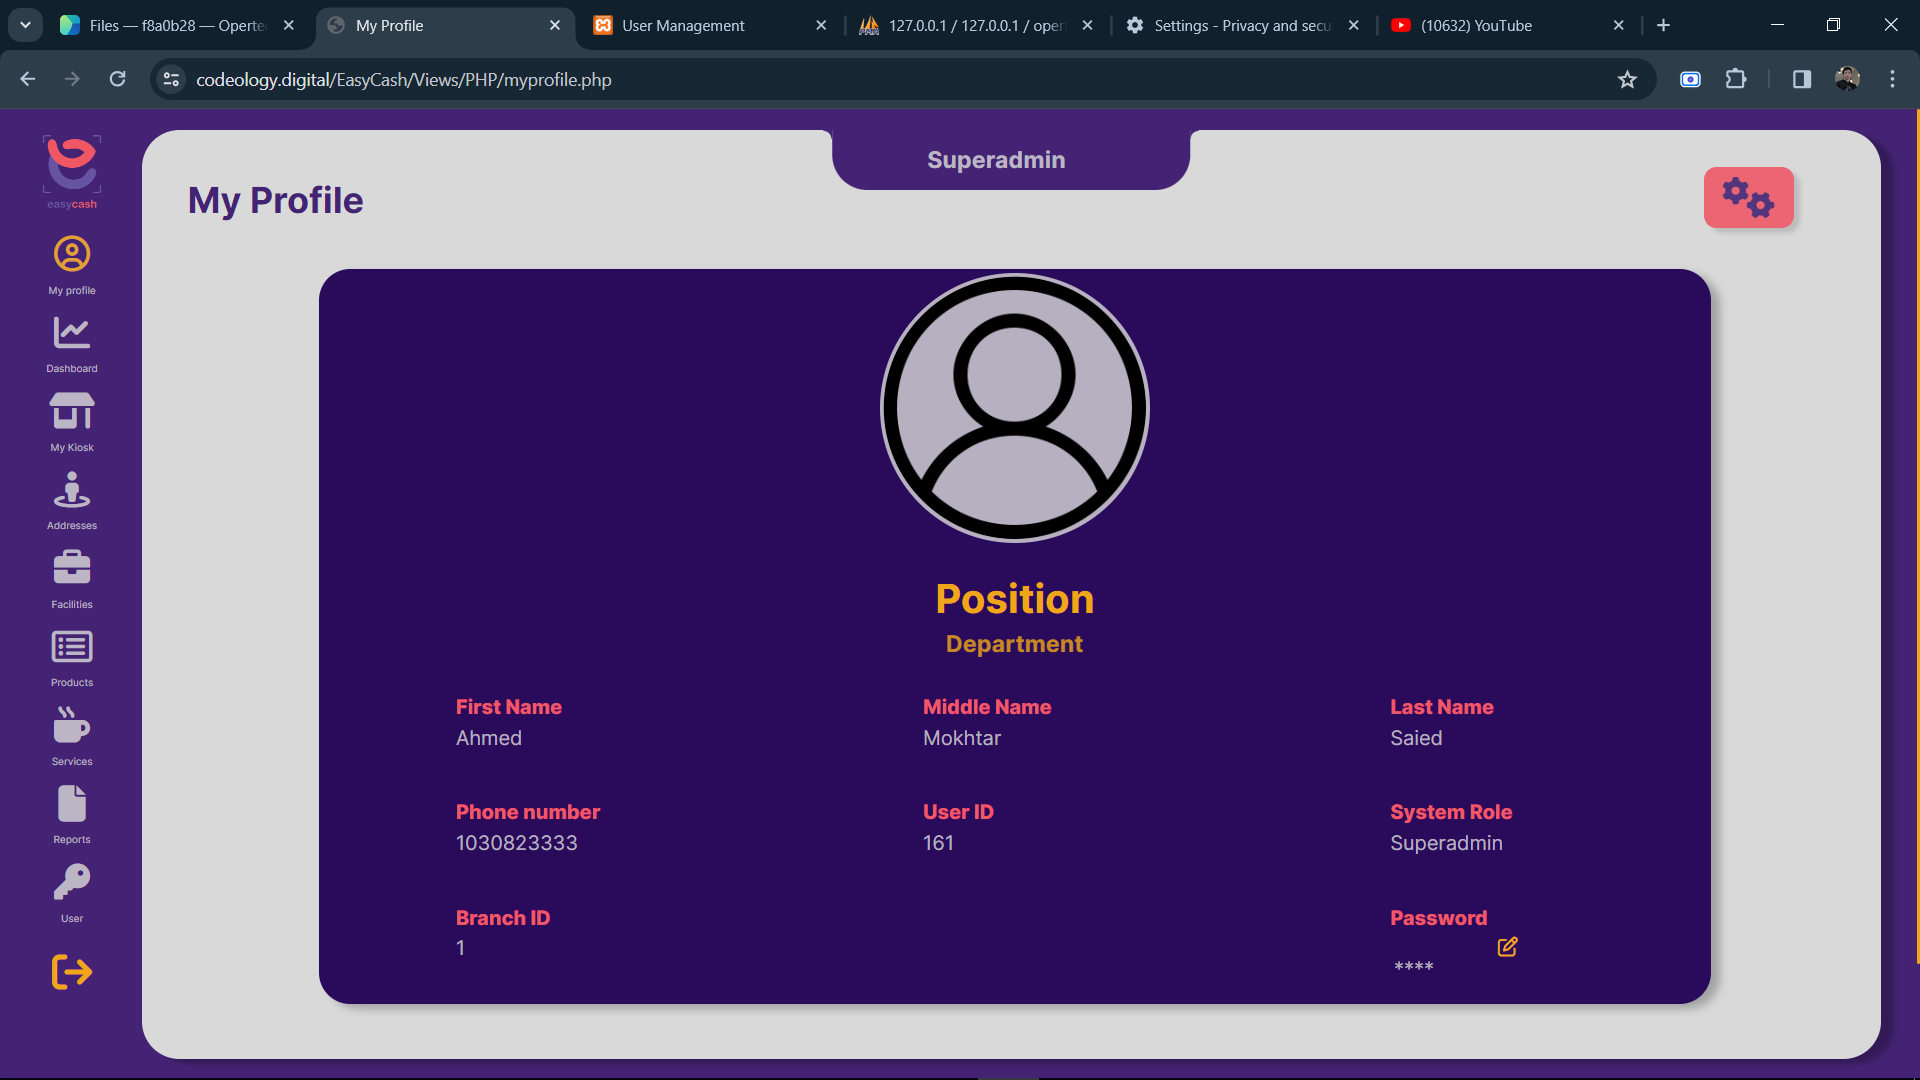 Files — f8a0b28 — Operte
My Profile
User Management
127.0.0.1 / 127.0.0.1 / oper
Settings - Privacy and secu
(10632) YouTube
codeology.digital/EasyCash/Views/PHP/myprofile.php
easycash
My profile
Dashboard
My Kiosk
Addresses
Facilities
Products
Services
Reports
User
Superadmin
My Profile
Position
Department
First Name
Ahmed
Middle Name
Mokhtar
Last Name
Saied
Phone number
1030823333
User ID
161
System Role
Superadmin
Branch ID
1
Password
****